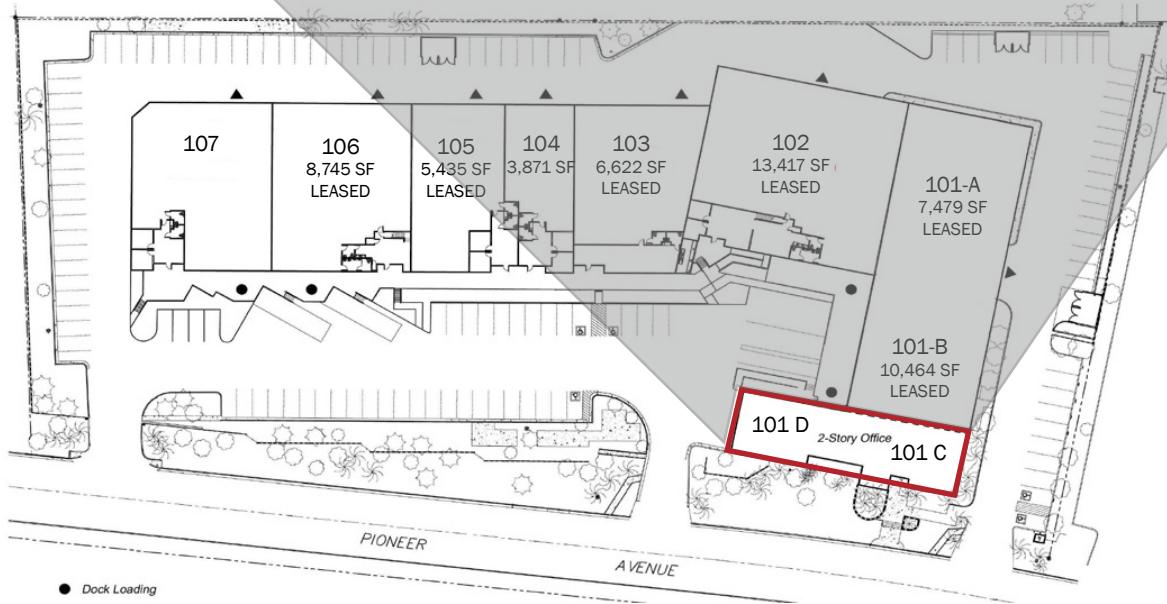 107
106
8,745 SF
LEASED
105
5,435 SF
LEASED
104
3,871 SF
103
6,622 SF
LEASED
102
13,417 SF
LEASED
101-A
7,479 SF
LEASED
101-B
10,464 SF
LEASED
101 D
2-Story Office
101 C
PIONEER
AVENUE
Dock Loading